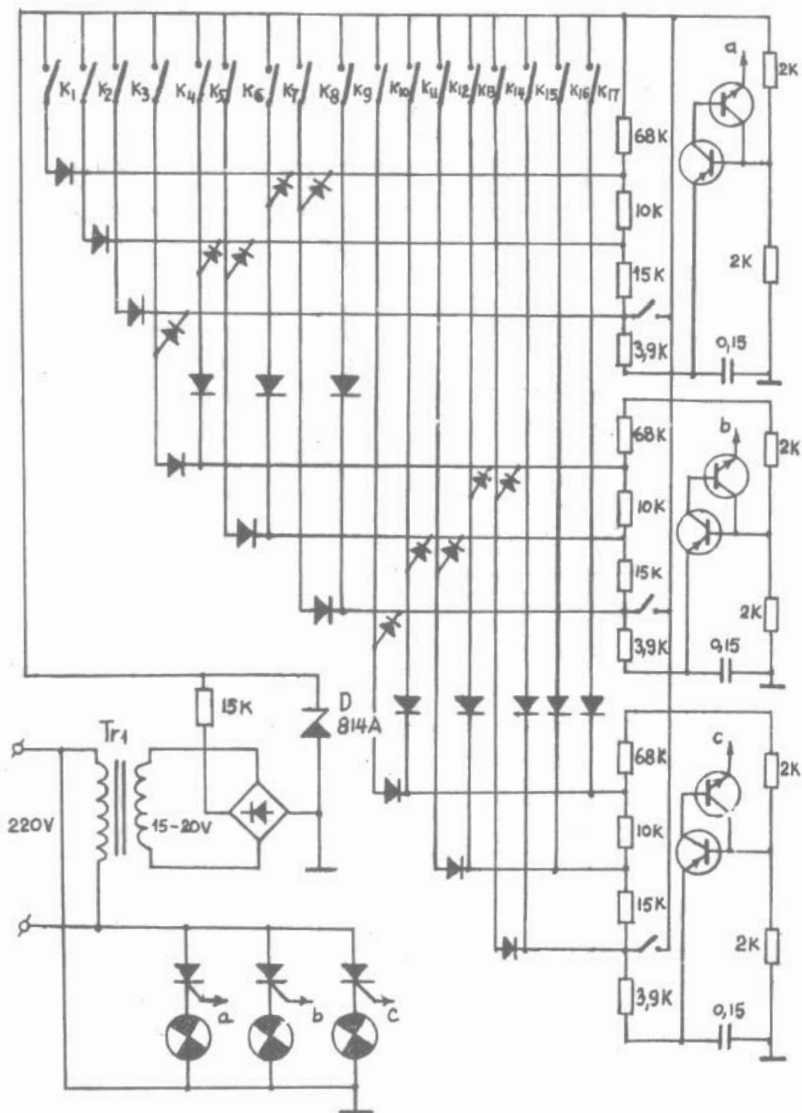 K1 K2 K3 K4 K5 K6 K7 K8 K9 K10 K11 K12 K13 K14 K15 K16 K17
a
2K
68K
10K
15K
2K
3,9K
0,15
68K
b
2K
10K
15K
2K
3,9K
0,15
15K
D
814A
Tr1
220V
15-20V
68K
c
2K
10K
15K
2K
3,9K
0,15
a
b
c